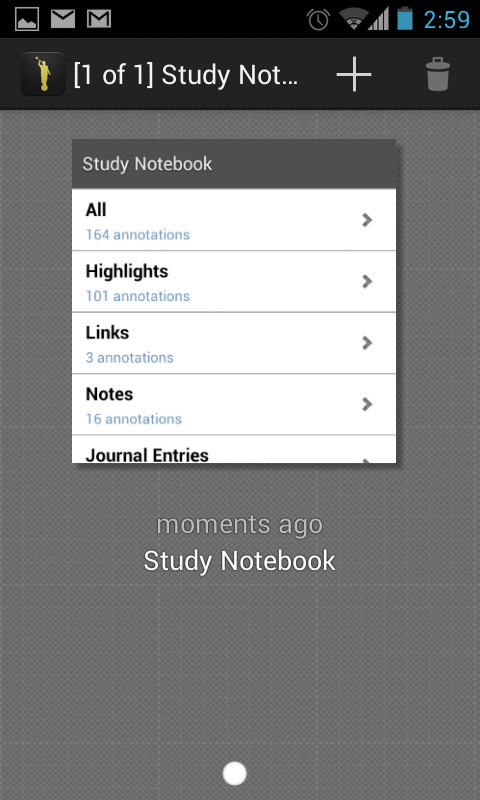 2:59
[1 of 1] Study Not...
Study Notebook
All
164 annotations
Highlights
101 annotations
Links
3 annotations
Notes
16 annotations
Journal Entries
moments ago
Study Notebook